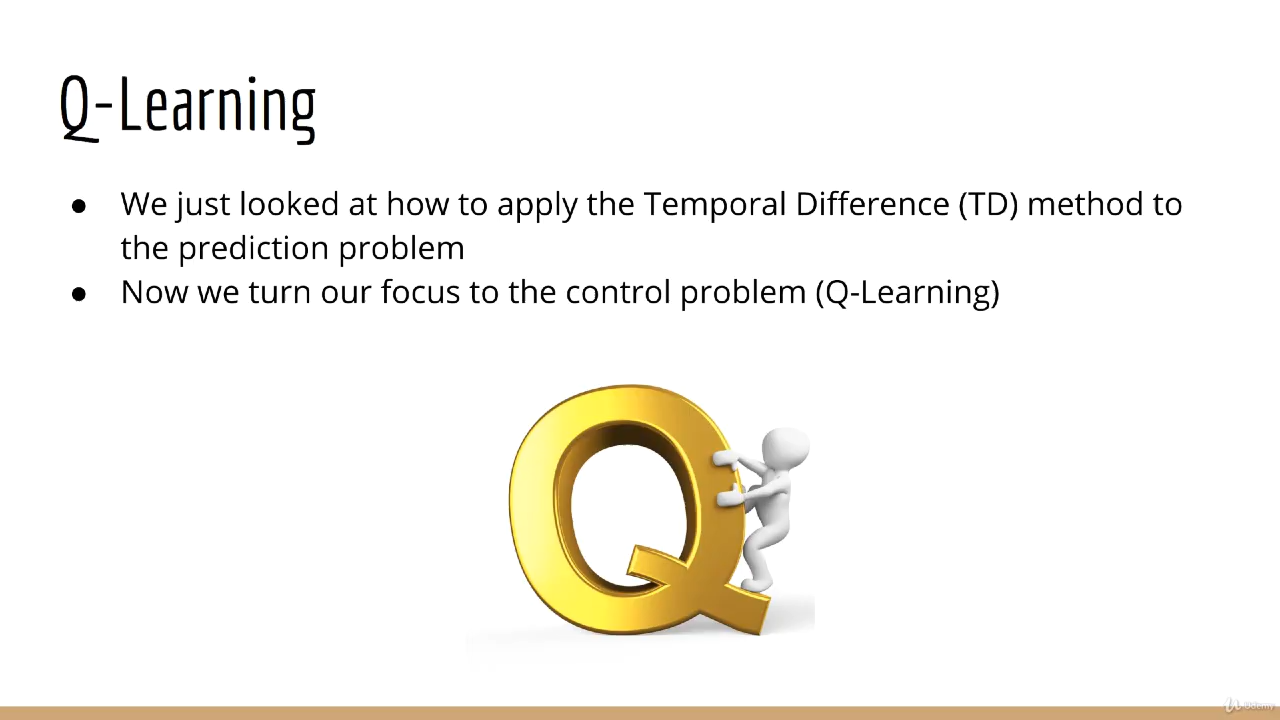 Q-Learning
● We just looked at how to apply the Temporal Difference (TD) method to
the prediction problem
● Now we turn our focus to the control problem (Q-Learning)
Udemy